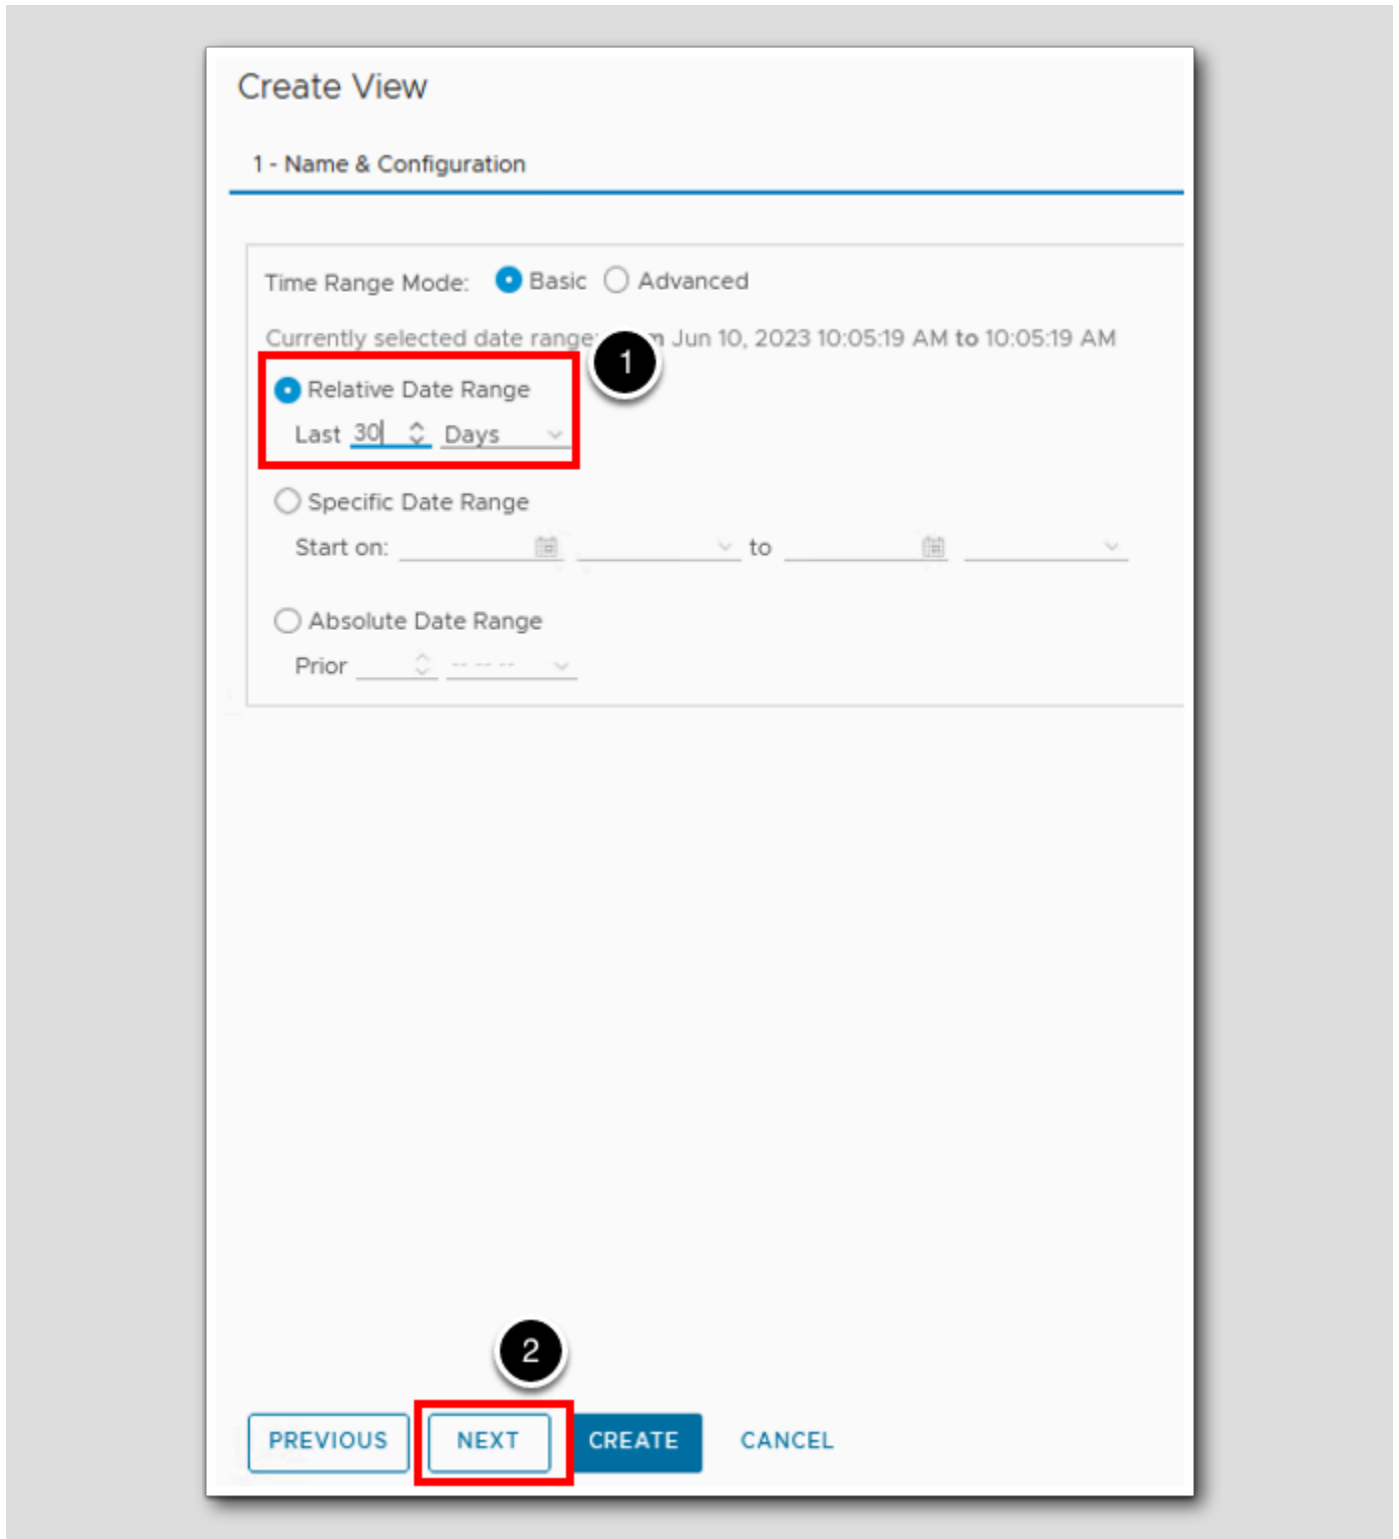 Create View
1 - Name & Configuration
Time Range Mode: Basic Advanced
Currently selected date range: Jun 10, 2023 10:05:19 AM to 10:05:19 AM
1
Relative Date Range
Last 30 Days
Specific Date Range
Start on: to
Absolute Date Range
Prior -- -- --
2
PREVIOUS NEXT CREATE CANCEL